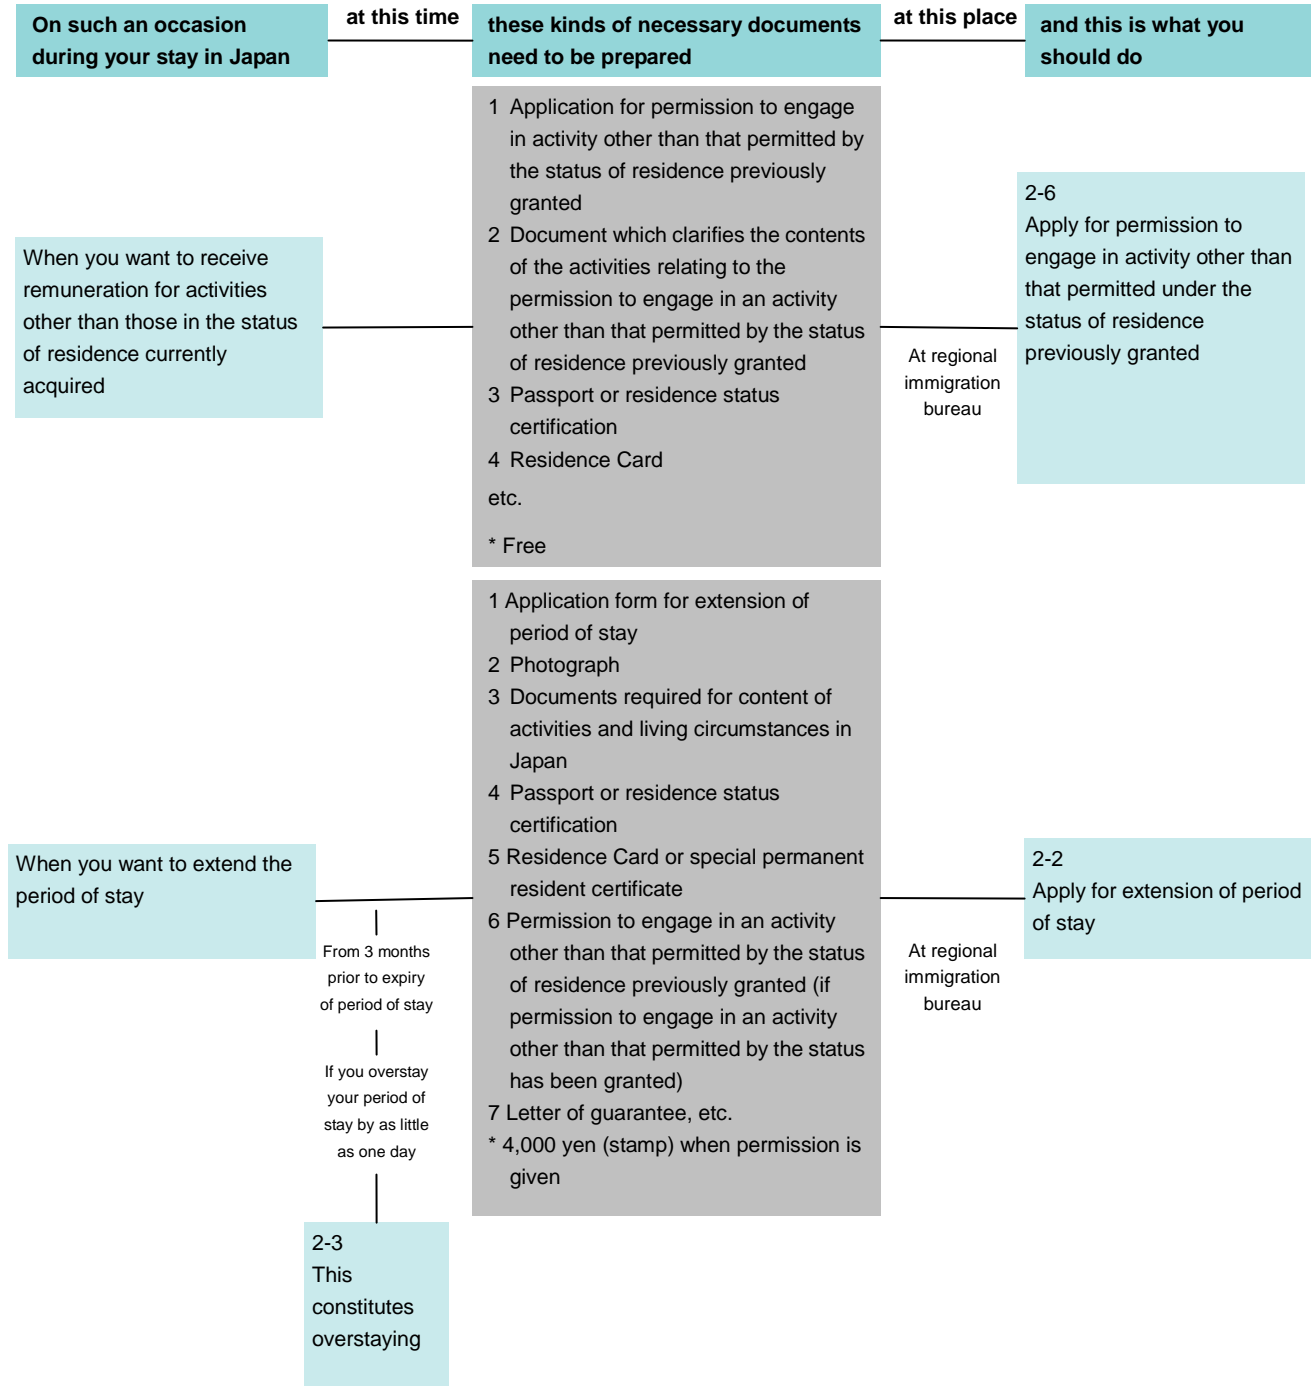 On such an occasion
during your stay in Japan
at this time
these kinds of necessary documents
need to be prepared
at this place
and this is what you
should do
When you want to receive
remuneration for activities
other than those in the status
of residence currently
acquired
1 Application for permission to engage
in activity other than that permitted by
the status of residence previously
granted
2 Document which clarifies the contents
of the activities relating to the
permission to engage in an activity
other than that permitted by the status
of residence previously granted
3 Passport or residence status
certification
4 Residence Card
etc.
* Free
At regional
immigration
bureau
2-6
Apply for permission to
engage in activity other than
that permitted under the
status of residence
previously granted
When you want to extend the
period of stay
From 3 months
prior to expiry
of period of stay
If you overstay
your period of
stay by as little
as one day
2-3
This
constitutes
overstaying
1 Application form for extension of
period of stay
2 Photograph
3 Documents required for content of
activities and living circumstances in
Japan
4 Passport or residence status
certification
5 Residence Card or special permanent
resident certificate
6 Permission to engage in an activity
other than that permitted by the status
of residence previously granted (if
permission to engage in an activity
other than that permitted by the status
has been granted)
7 Letter of guarantee, etc.
* 4,000 yen (stamp) when permission is
given
At regional
immigration
bureau
2-2
Apply for extension of period
of stay